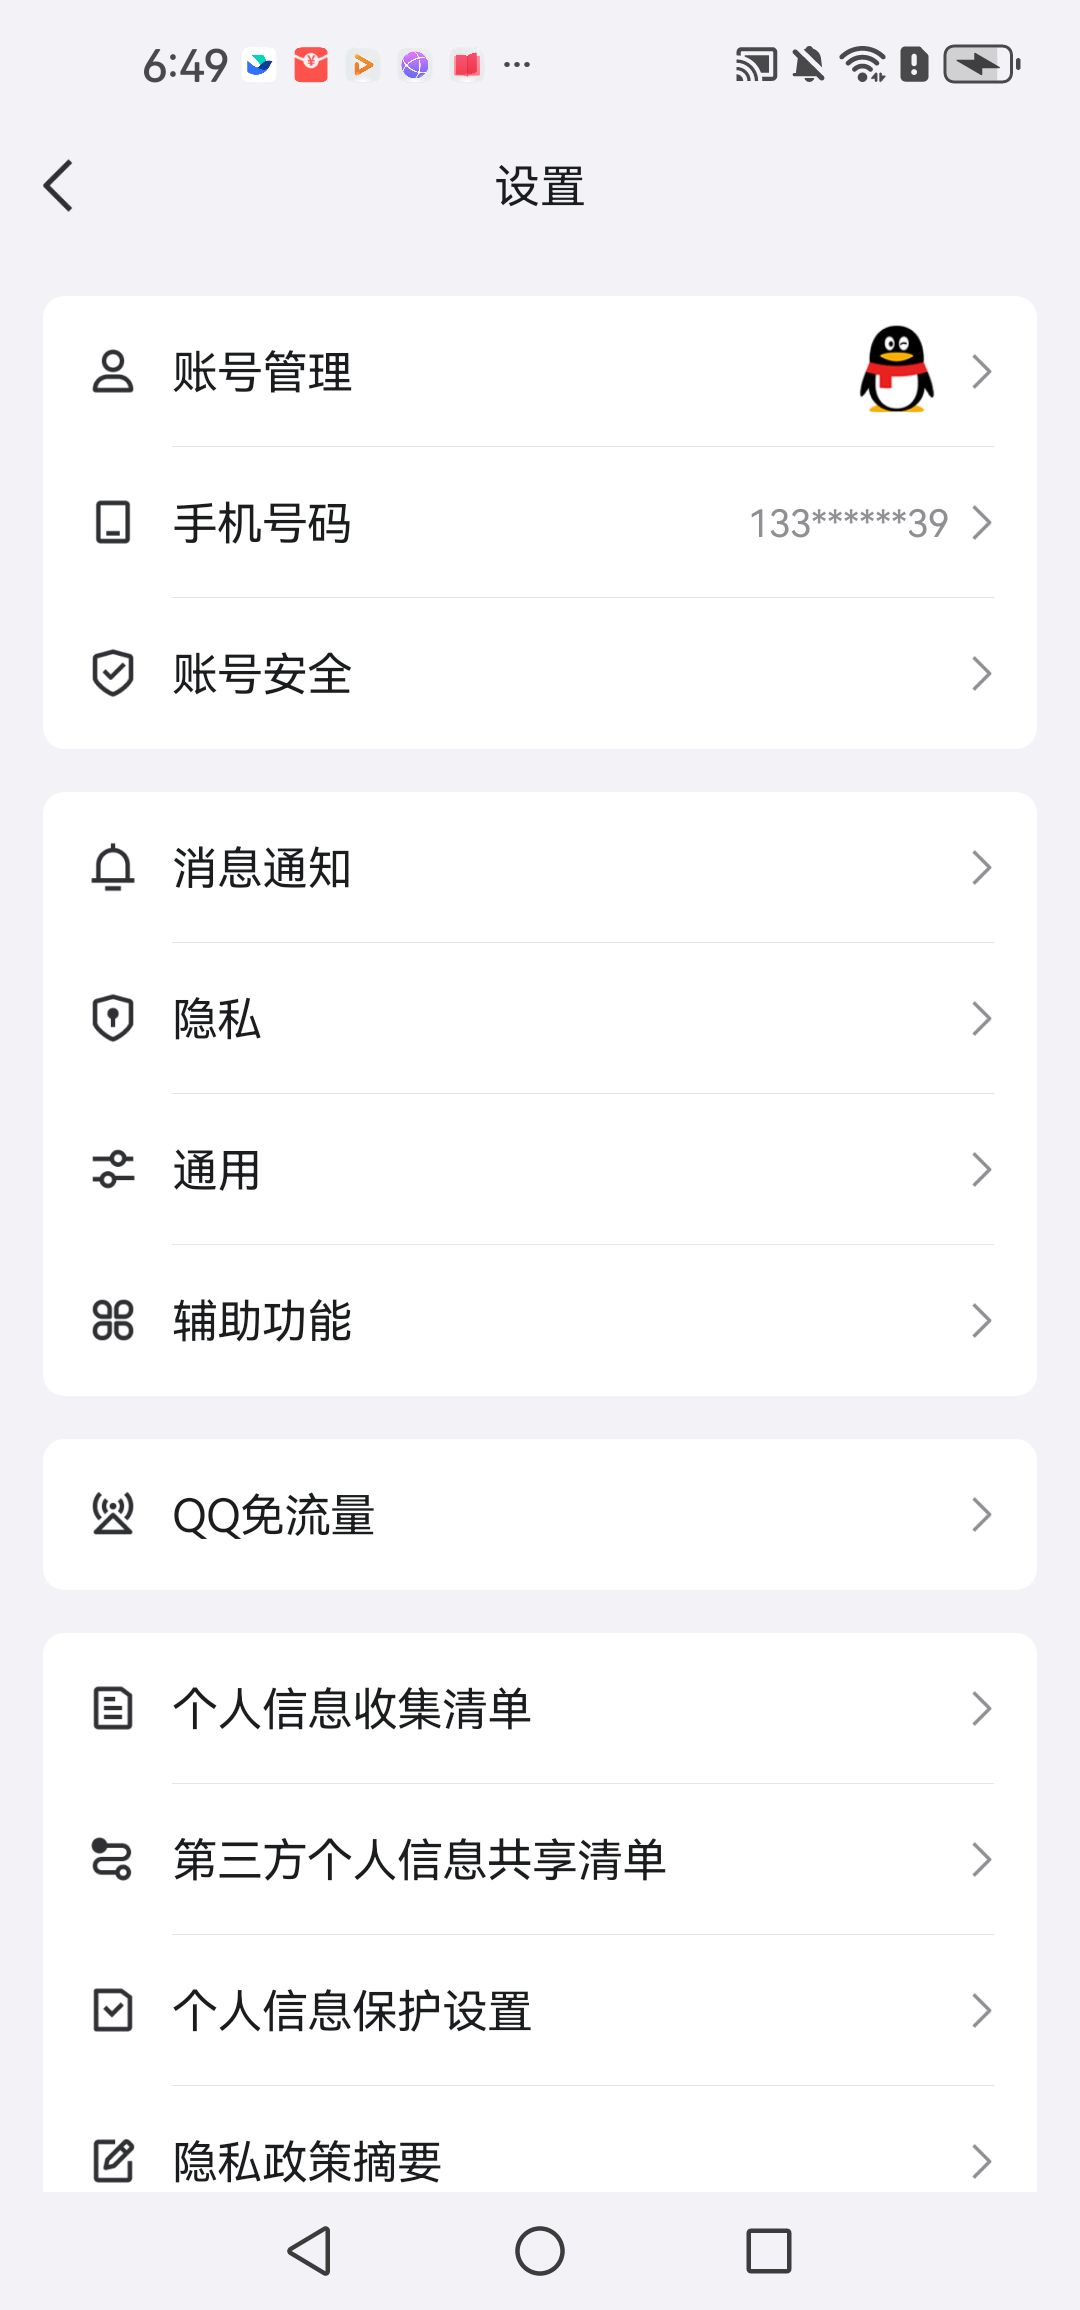 6:49
设置
账号管理
手机号码 133******39
账号安全
消息通知
隐私
通用
辅助功能
QQ免流量
个人信息收集清单
第三方个人信息共享清单
个人信息保护设置
隐私政策摘要